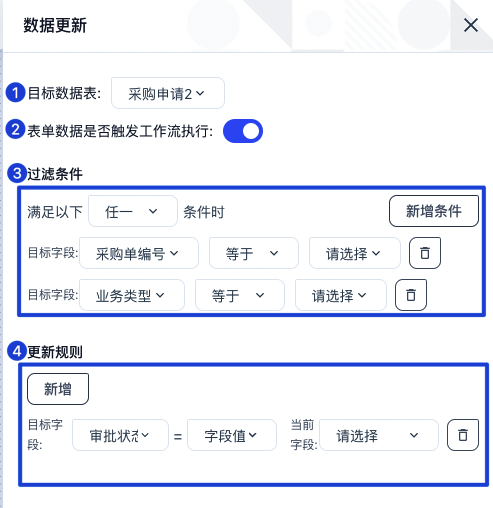 数据更新
1 目标数据表: 采购申请2
2 表单数据是否触发工作流执行:
3 过滤条件
满足以下 任一 条件时 新增条件
目标字段: 采购单编号 等于 请选择
目标字段: 业务类型 等于 请选择
4 更新规则
新增
目标字段: 审批状态 = 字段值 当前字段: 请选择